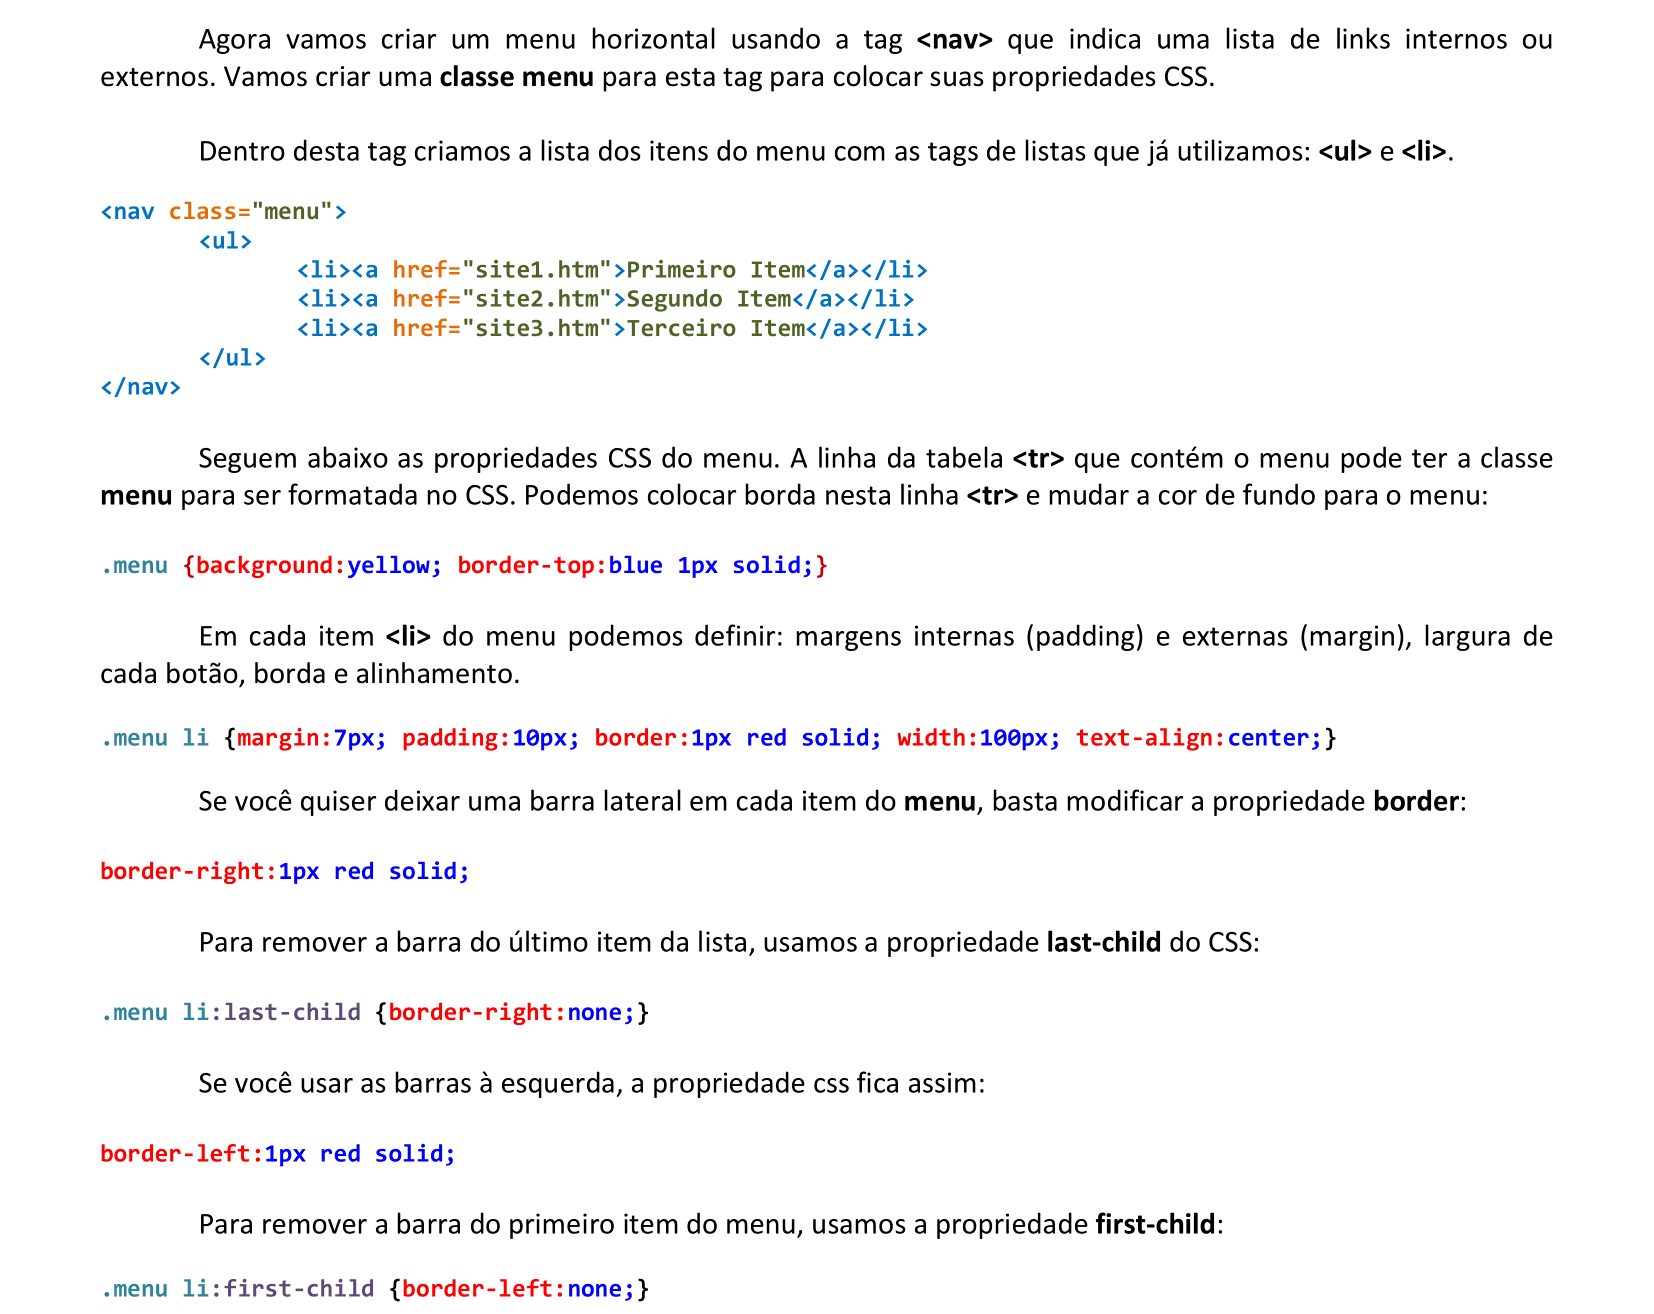 Agora vamos criar um menu horizontal usando a tag <nav> que indica uma lista de links internos ou
externos. Vamos criar uma classe menu para esta tag para colocar suas propriedades CSS.
Dentro desta tag criamos a lista dos itens do menu com as tags de listas que já utilizamos: <ul> e <li>.
<nav class="menu">
<ul>
<li><a href="site1.htm">Primeiro Item</a></li>
<li><a href="site2.htm">Segundo Item</a></li>
<li><a href="site3.htm">Terceiro Item</a></li>
</ul>
</nav>
Seguem abaixo as propriedades CSS do menu. A linha da tabela <tr> que contém o menu pode ter a classe
menu para ser formatada no CSS. Podemos colocar borda nesta linha <tr> e mudar a cor de fundo para o menu:
.menu {background:yellow; border-top:blue 1px solid;}
Em cada item <li> do menu podemos definir: margens internas (padding) e externas (margin), largura de
cada botão, borda e alinhamento.
.menu li {margin:7px; padding:10px; border:1px red solid; width:100px; text-align:center;}
Se você quiser deixar uma barra lateral em cada item do menu, basta modificar a propriedade border:
border-right:1px red solid;
Para remover a barra do último item da lista, usamos a propriedade last-child do CSS:
.menu li:last-child {border-right:none;}
Se você usar as barras à esquerda, a propriedade css fica assim:
border-left:1px red solid;
Para remover a barra do primeiro item do menu, usamos a propriedade first-child:
.menu li:first-child {border-left:none;}